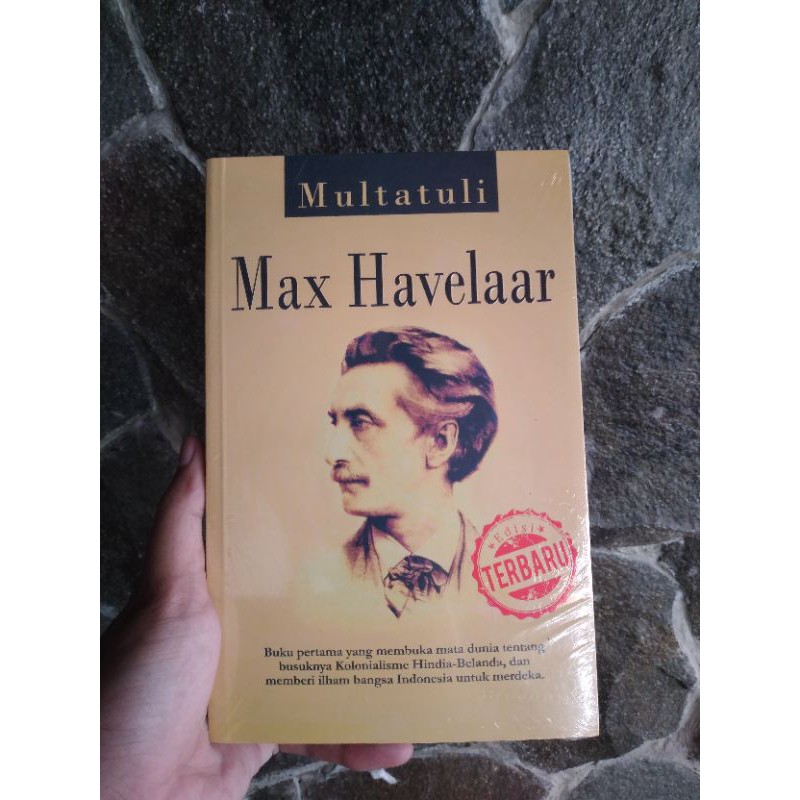 Multatuli
Max Havelaar
Edisi
TERBARU
Buku pertama yang membuka mata dunia tentang
busuknya Kolonialisme Hindia-Belanda, dan
memberi ilham bangsa Indonesia untuk merdeka.